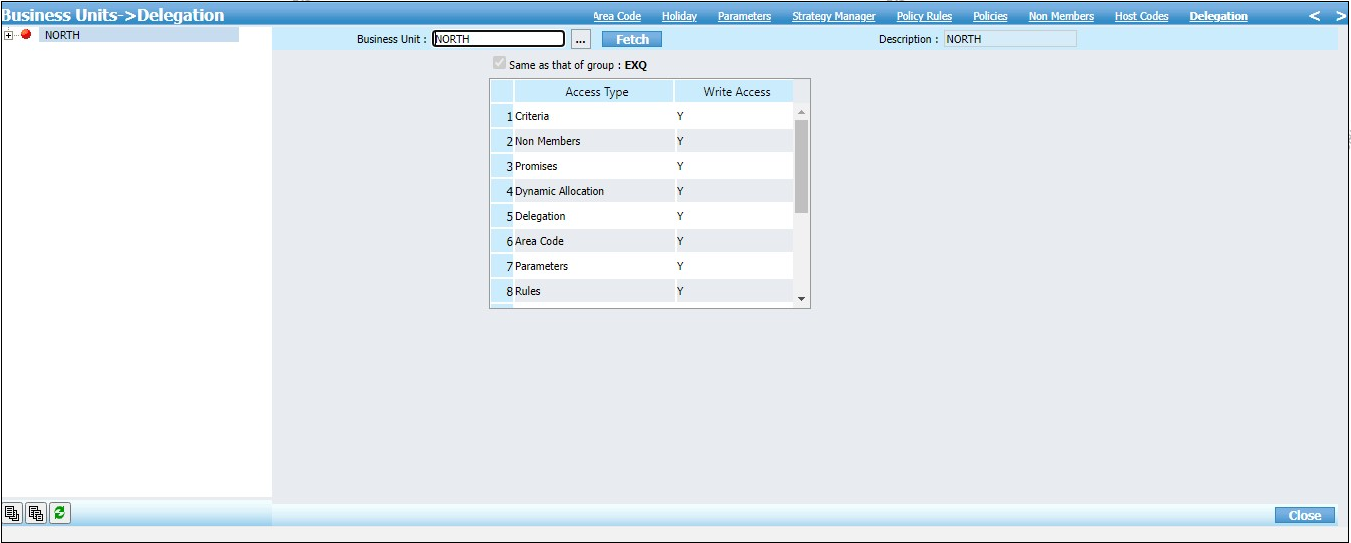 Business Units->Delegation
Area Code Holiday Parameters Strategy Manager Policy Rules Policies Non Members Host Codes Delegation < >
NORTH
Business Unit : NORTH ... Fetch Description : NORTH
Same as that of group : EXQ
Access Type Write Access
1 Criteria Y
2 Non Members Y
3 Promises Y
4 Dynamic Allocation Y
5 Delegation Y
6 Area Code Y
7 Parameters Y
8 Rules Y
Close